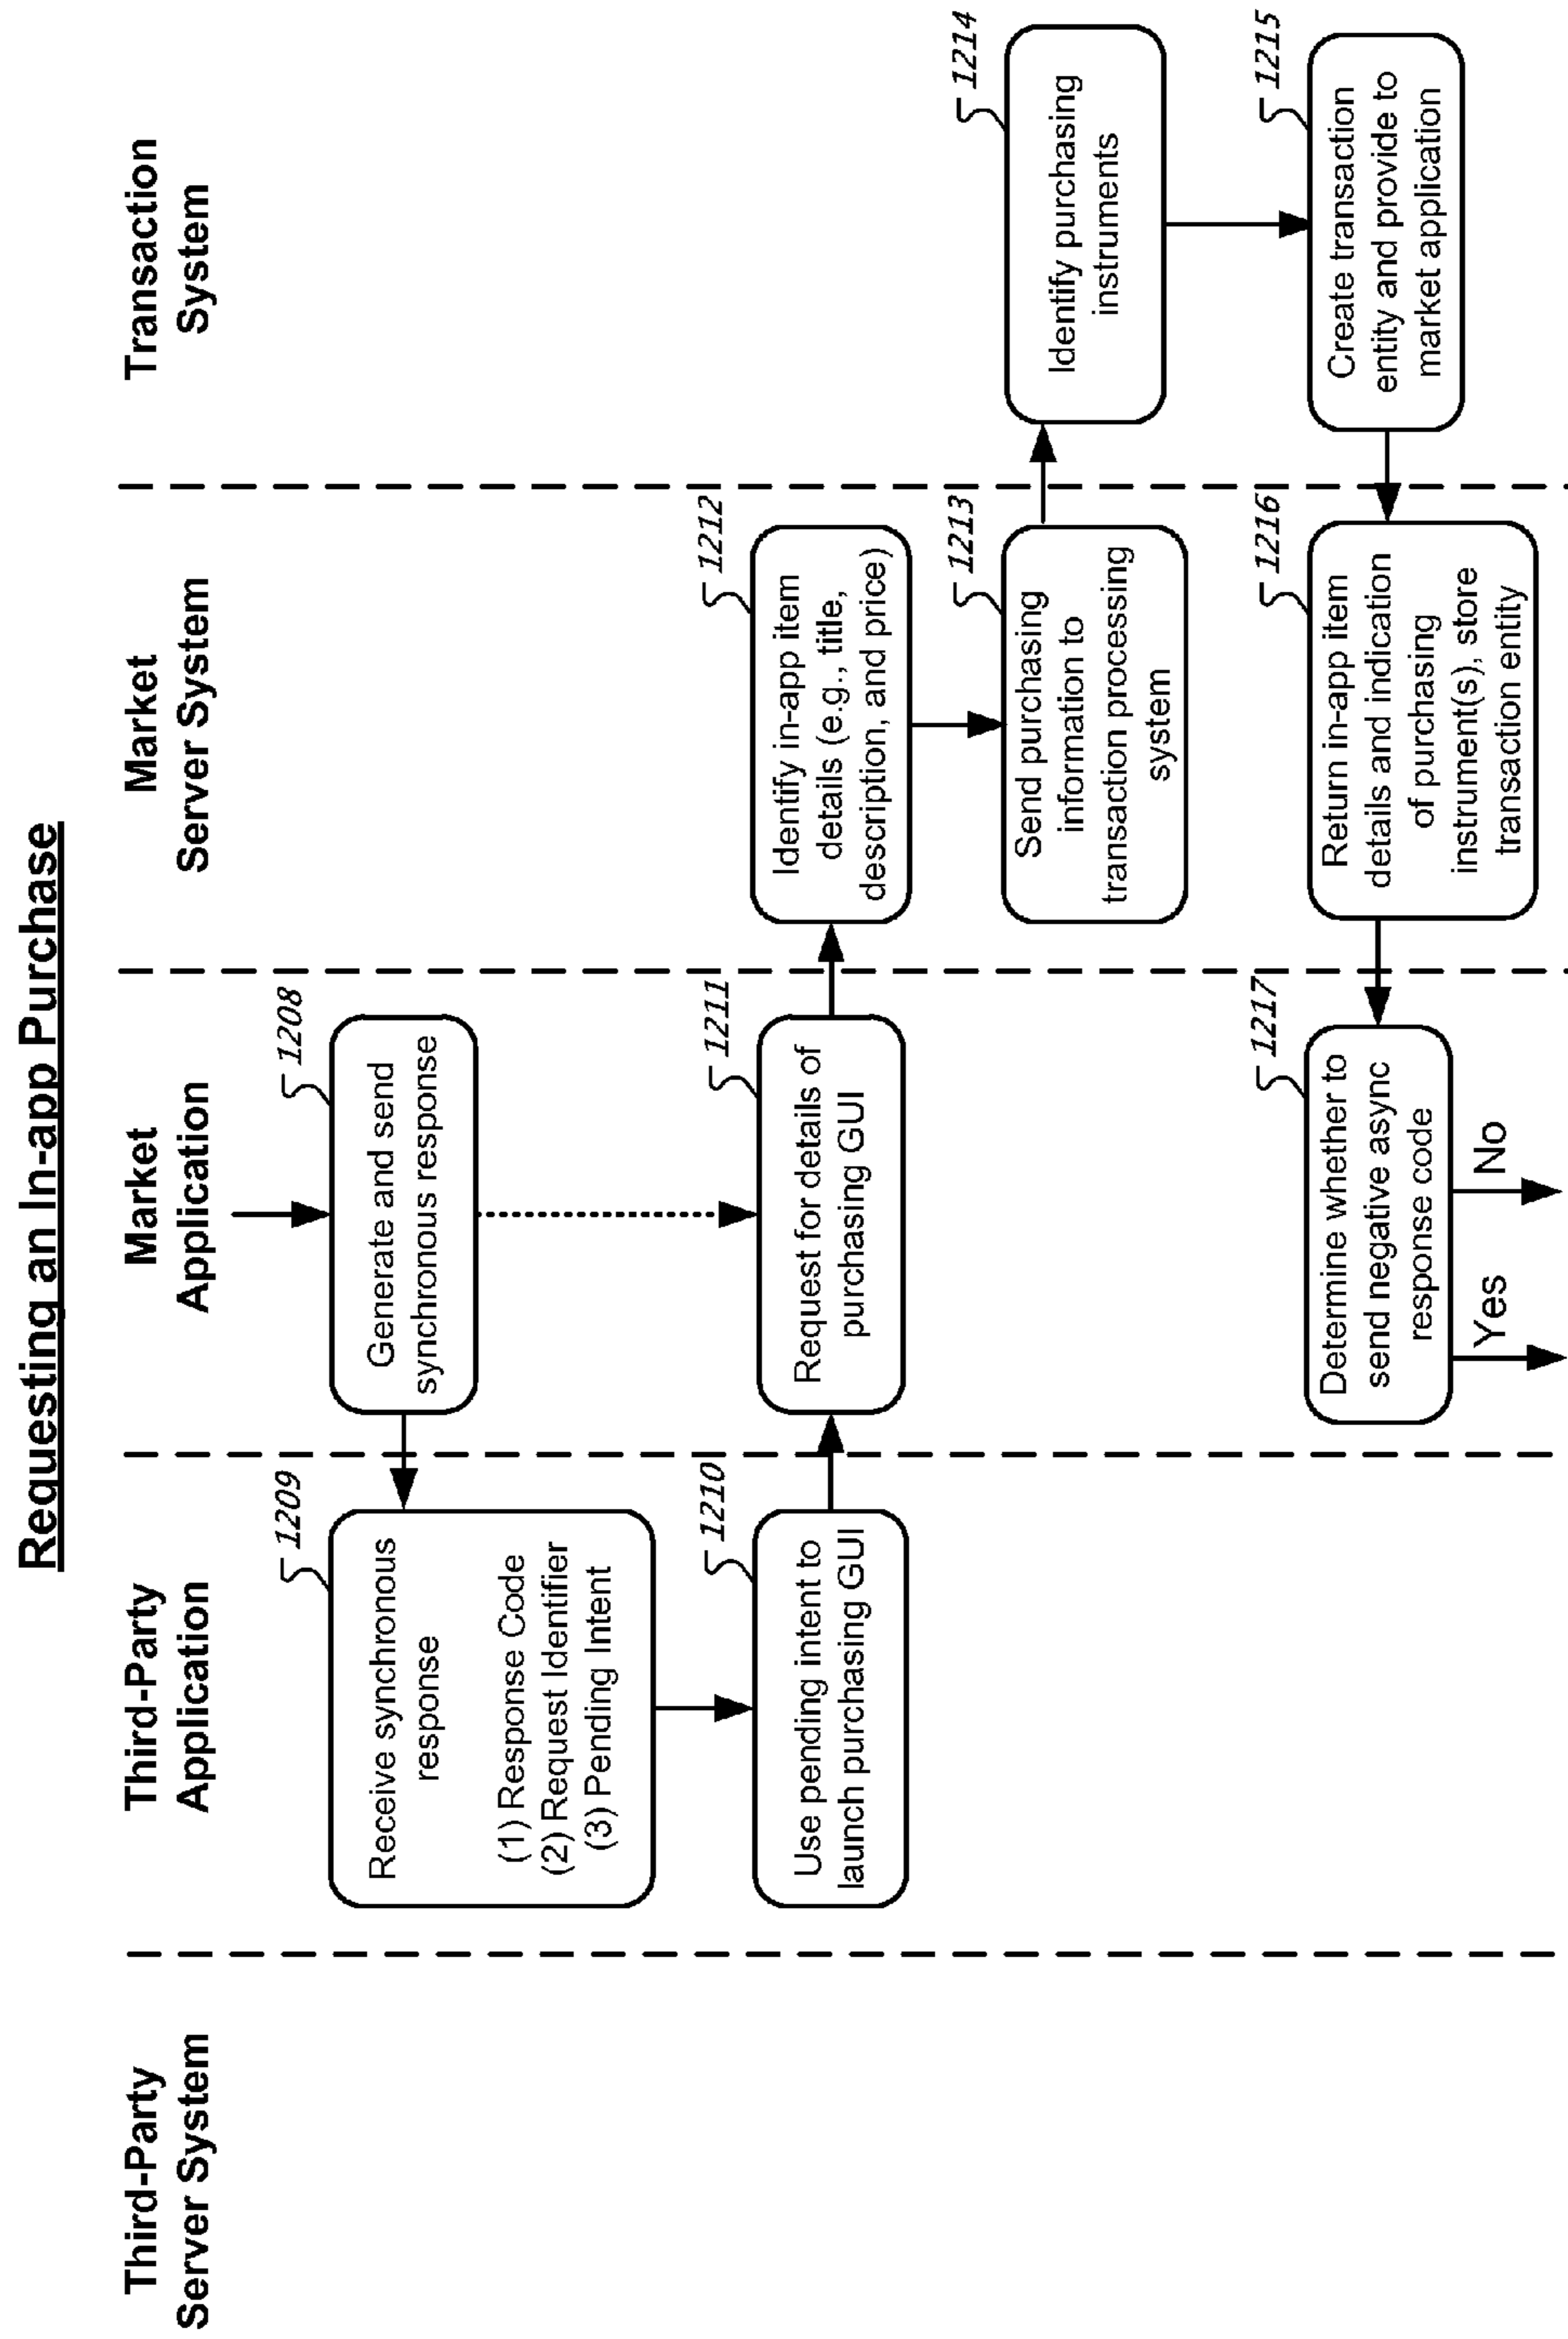 Requesting an In-app Purchase
Third-Party
Server System
Third-Party
Application
Market
Application
Market
Server System
Transaction
System
1208
Generate and send
synchronous response
1209
Receive synchronous
response
(1) Response Code
(2) Request Identifier
(3) Pending Intent
1210
Use pending intent to
launch purchasing GUI
1211
Request for details of
purchasing GUI
1212
Identify in-app item
details (e.g., title,
description, and price)
1213
Send purchasing
information to
transaction processing
system
1214
Identify purchasing
instruments
1215
Create transaction
entity and provide to
market application
1216
Return in-app item
details and indication
of purchasing
instrument(s), store
transaction entity
1217
Determine whether to
send negative async
response code
Yes
No